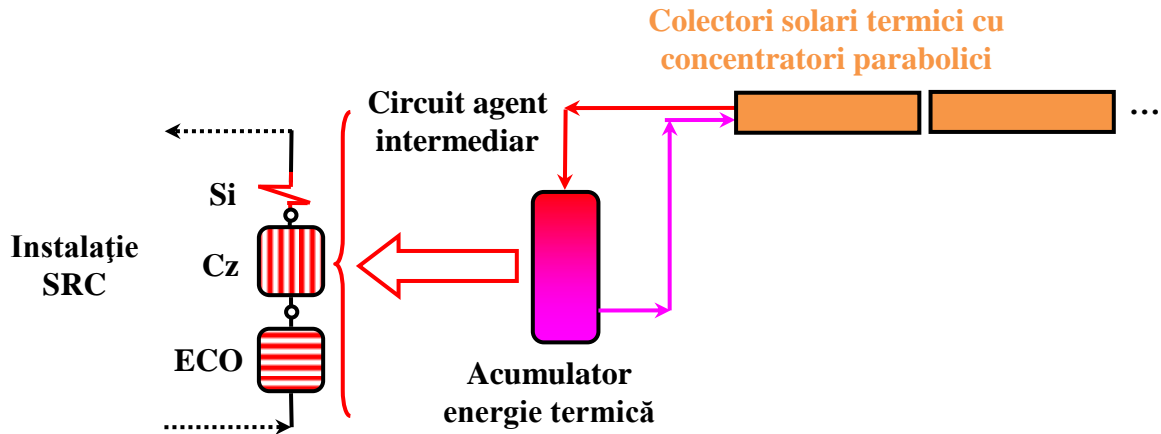 Colectori solari termici cu
concentratori parabolici
Circuit agent
intermediar
...
Si
Instalaţie
SRC
Cz
ECO
Acumulator
energie termică